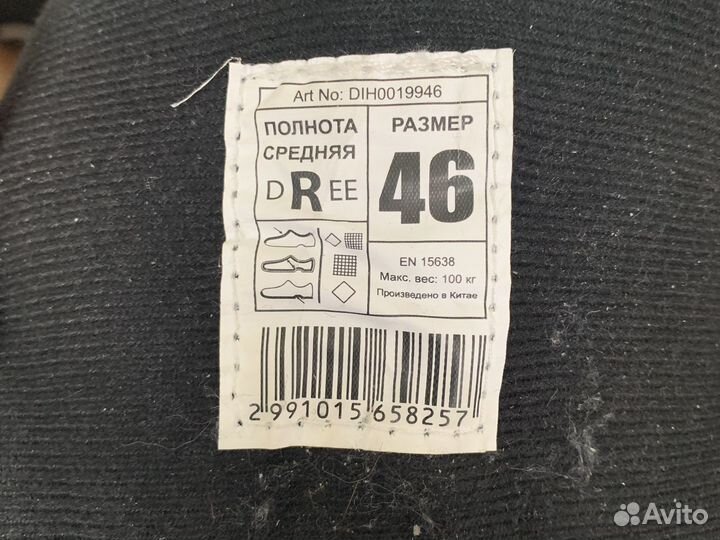 Art No: DIH0019946
ПОЛНОТА
СРЕДНЯЯ
D R EE
РАЗМЕР
46
EN 15638
Макс. вес: 100 кг
Произведено в Китае
2 991015 658257
Avito